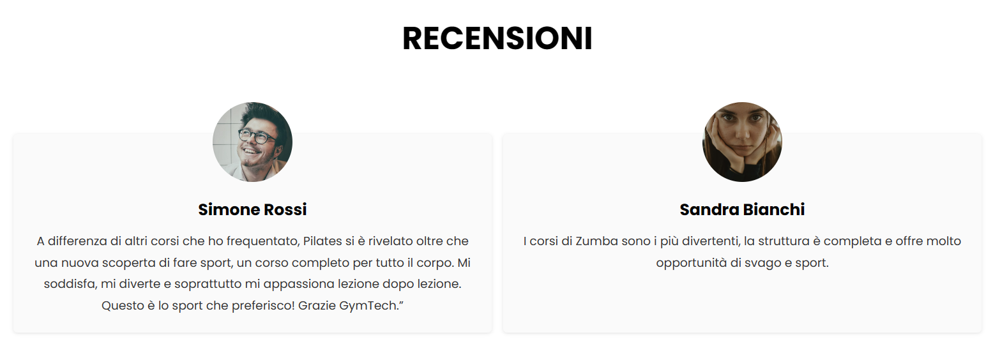 RECENSIONI
Simone Rossi
A differenza di altri corsi che ho frequentato, Pilates si è rivelato oltre che
una nuova scoperta di fare sport, un corso completo per tutto il corpo. Mi
soddisfa, mi diverte e soprattutto mi appassiona lezione dopo lezione.
Questo è lo sport che preferisco! Grazie GymTech.”
Sandra Bianchi
I corsi di Zumba sono i più divertenti, la struttura è completa e offre molto
opportunità di svago e sport.